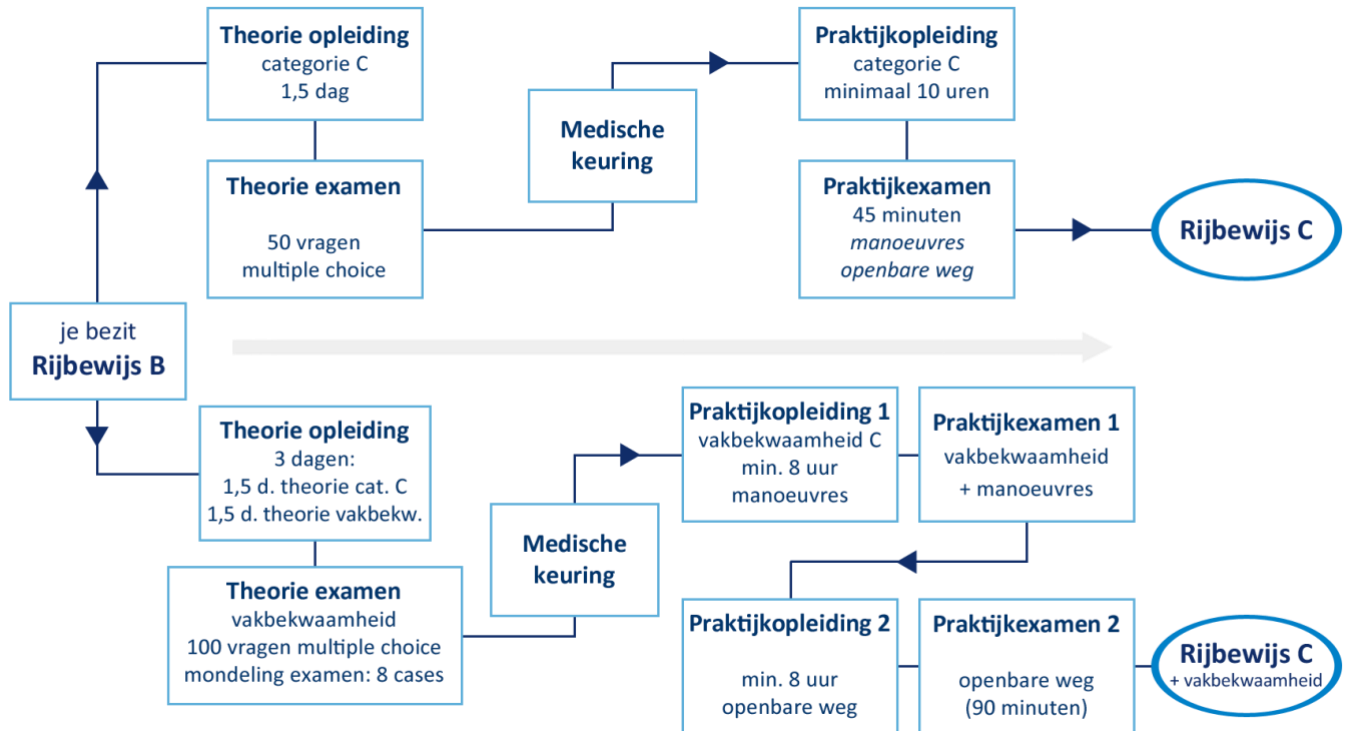 je bezit
Rijbewijs B
Theorie opleiding
categorie C
1,5 dag
Theorie examen
50 vragen
multiple choice
Medische
keuring
Praktijkopleiding
categorie C
minimaal 10 uren
Praktijkexamen
45 minuten
manoeuvres
openbare weg
Rijbewijs C
Theorie opleiding
3 dagen:
1,5 d. theorie cat. C
1,5 d. theorie vakbekw.
Theorie examen
vakbekwaamheid
100 vragen multiple choice
mondeling examen: 8 cases
Medische
keuring
Praktijkopleiding 1
vakbekwaamheid C
min. 8 uur
manoeuvres
Praktijkexamen 1
vakbekwaamheid
+ manoeuvres
Praktijkopleiding 2
min. 8 uur
openbare weg
Praktijkexamen 2
openbare weg
(90 minuten)
Rijbewijs C
+ vakbekwaamheid